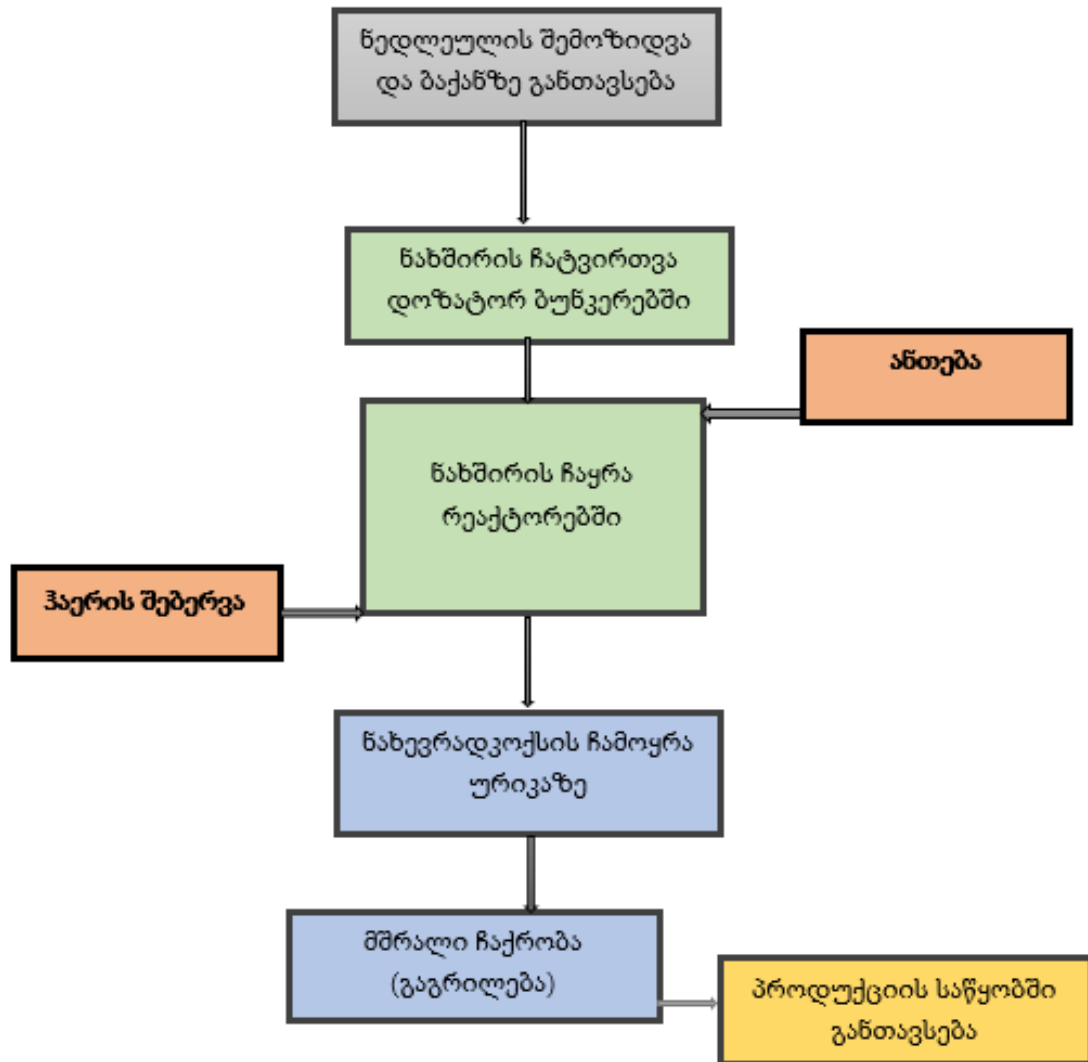 ნედლეულის შემოზიდვა
და ბაქანზე განთავსება
ნახშირის ჩატვირთვა
დოზატორ ბუნკერებში
ანთება
ნახშირის ჩაყრა
რეაქტორებში
ჰაერის შებერვა
ნახევრადკოქსის ჩამოყრა
ურიკაზე
მშრალი ჩაქრობა
(გაგრილება)
პროდუქციის საწყობში
განთავსება